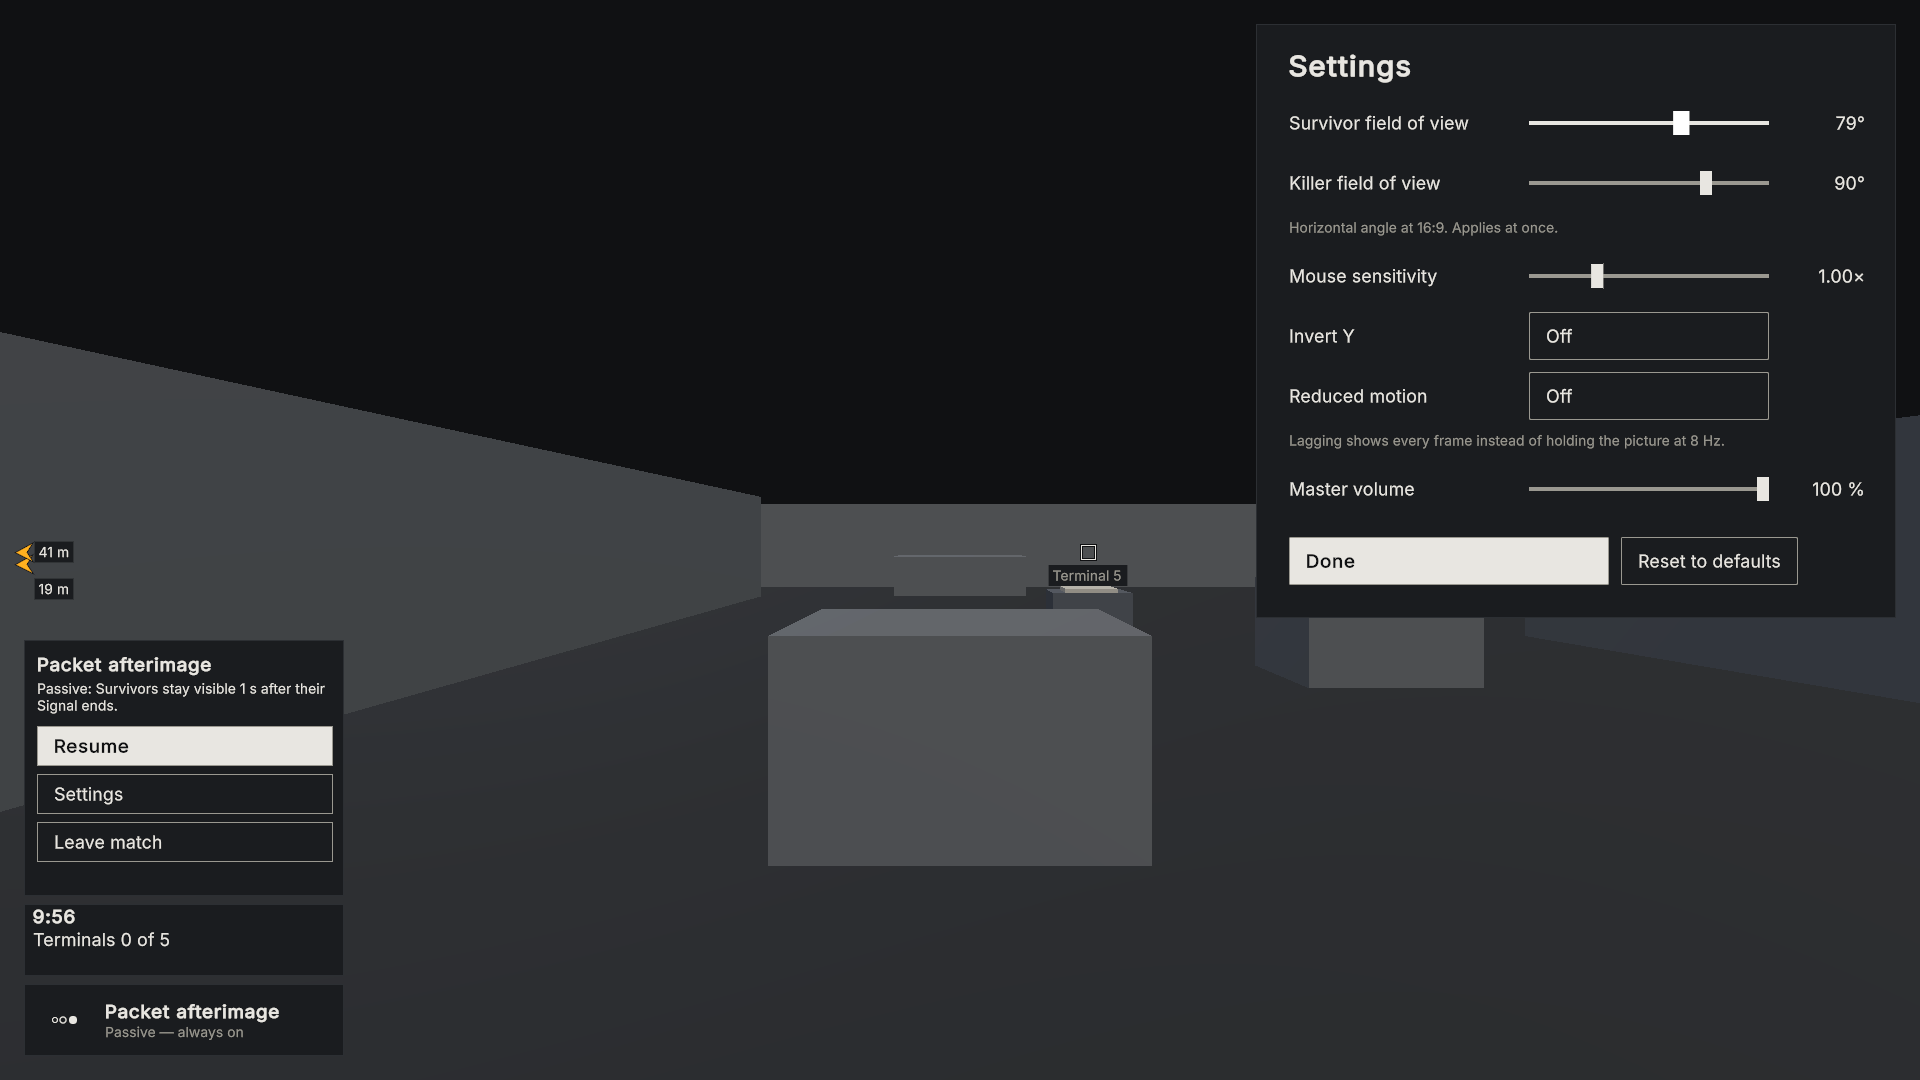 Settings
Survivor field of view 79°
Killer field of view 90°
Horizontal angle at 16:9. Applies at once.
Mouse sensitivity 1.00×
Invert Y Off
Reduced motion Off
Lagging shows every frame instead of holding the picture at 8 Hz.
Master volume 100 %
Done Reset to defaults
41 m
19 m
Terminal 5
Packet afterimage
Passive: Survivors stay visible 1 s after their
Signal ends.
Resume
Settings
Leave match
9:56
Terminals 0 of 5
Packet afterimage
Passive — always on